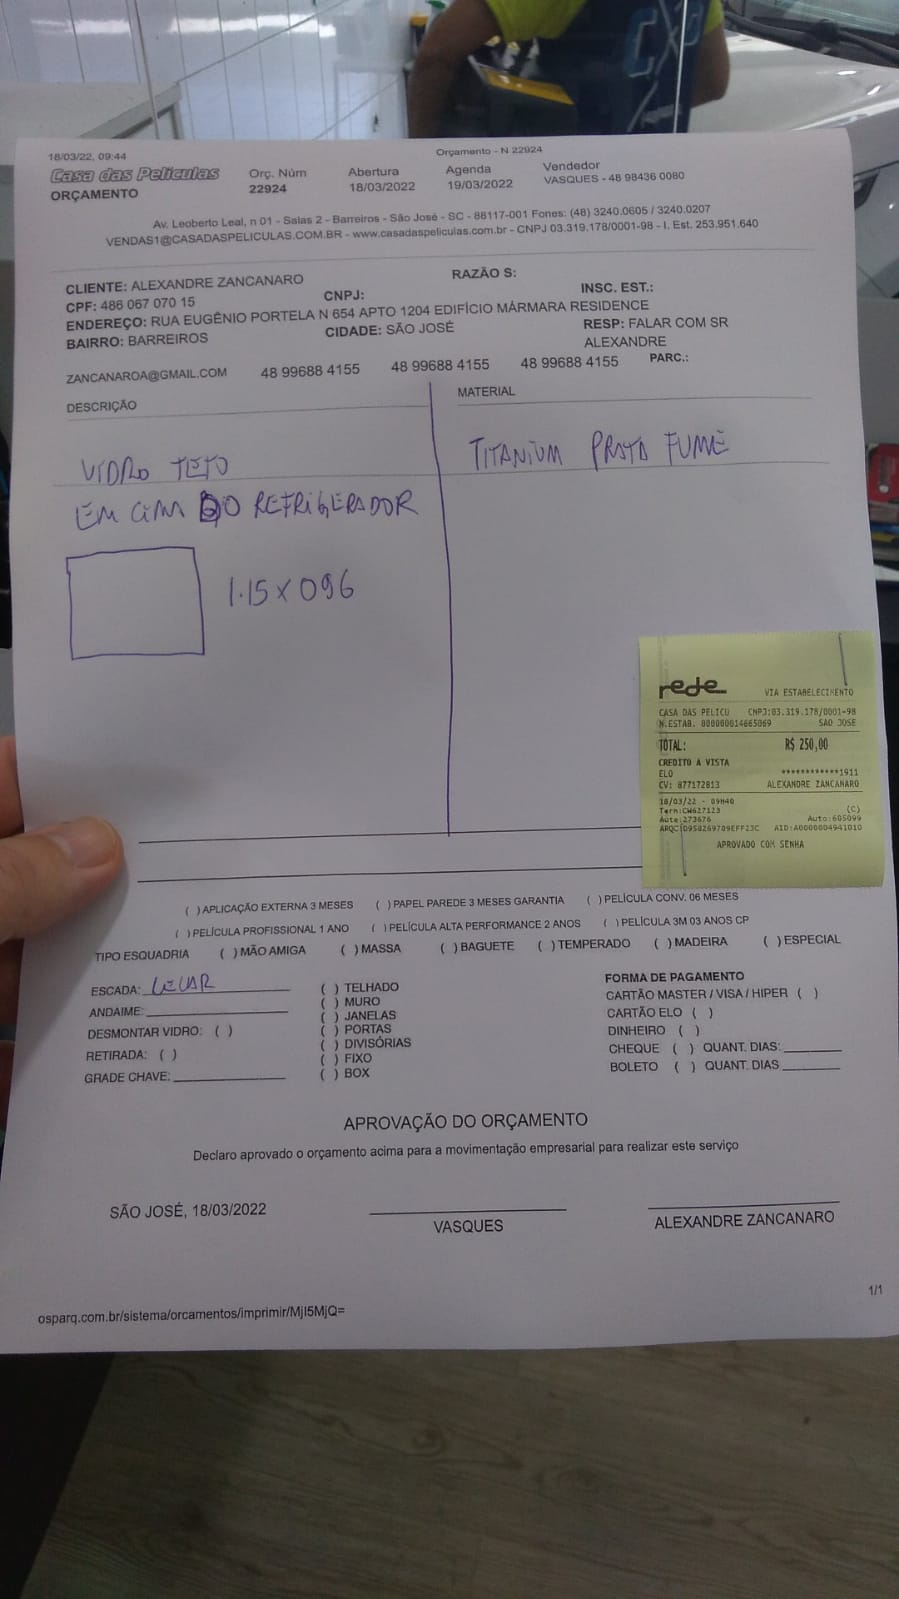 18/03/22, 09:44
Orçamento - N 22924
Casa das Películas
ORÇAMENTO
Orç. Núm
22924
Abertura
18/03/2022
Agenda
19/03/2022
Vendedor
VASQUES - 48 98436 0080
Av. Leoberto Leal, n 01 - Salas 2 - Barreiros - São José - SC - 88117-001 Fones: (48) 3240.0605 / 3240.0207
VENDAS1@CASADASPELICULAS.COM.BR - www.casadaspeliculas.com.br - CNPJ 03.319.178/0001-98 - I. Est. 253.951.640
CLIENTE: ALEXANDRE ZANCANARO RAZÃO S:
CPF: 486 067 070 15 CNPJ: INSC. EST.:
ENDEREÇO: RUA EUGÊNIO PORTELA N 654 APTO 1204 EDIFÍCIO MÁRMARA RESIDENCE
BAIRRO: BARREIROS CIDADE: SÃO JOSÉ RESP: FALAR COM SR
ALEXANDRE
ZANCANAROA@GMAIL.COM 48 99688 4155 48 99688 4155 48 99688 4155 PARC.:
DESCRIÇÃO MATERIAL
VIDRO TETO TITANIUM PRATA FUMÊ
EM CIMA DO REFRIGERADOR
1.15 X 096
rede VIA ESTABELECIMENTO
CASA DAS PELICU CNPJ:03.319.178/0001-98
N.ESTAB. 000000014665069 SAO JOSE
TOTAL: R$ 250,00
CREDITO A VISTA
ELO ************1911
CV: 877172813 ALEXANDRE ZANCANARO
18/03/22 - 09H40
Term:CW627123 (C)
Aute:273676 Auto:605099
ARQC:D958269709EFF23C AID:A0000004941010
APROVADO COM SENHA
( )APLICAÇÃO EXTERNA 3 MESES ( )PAPEL PAREDE 3 MESES GARANTIA ( )PELÍCULA CONV. 06 MESES
( )PELÍCULA PROFISSIONAL 1 ANO ( )PELÍCULA ALTA PERFORMANCE 2 ANOS ( )PELÍCULA 3M 03 ANOS CP
TIPO ESQUADRIA ( )MÃO AMIGA ( )MASSA ( )BAGUETE ( )TEMPERADO ( )MADEIRA ( )ESPECIAL
ESCADA: LEVAR
ANDAIME:
DESMONTAR VIDRO: ( )
RETIRADA: ( )
GRADE CHAVE:
( ) TELHADO
( ) MURO
( ) JANELAS
( ) PORTAS
( ) DIVISÓRIAS
( ) FIXO
( ) BOX
FORMA DE PAGAMENTO
CARTÃO MASTER / VISA / HIPER ( )
CARTÃO ELO ( )
DINHEIRO ( )
CHEQUE ( ) QUANT. DIAS:
BOLETO ( ) QUANT. DIAS
APROVAÇÃO DO ORÇAMENTO
Declaro aprovado o orçamento acima para a movimentação empresarial para realizar este serviço
SÃO JOSÉ, 18/03/2022
VASQUES
ALEXANDRE ZANCANARO
1/1
osparq.com.br/sistema/orcamentos/imprimir/MjI5MjQ=